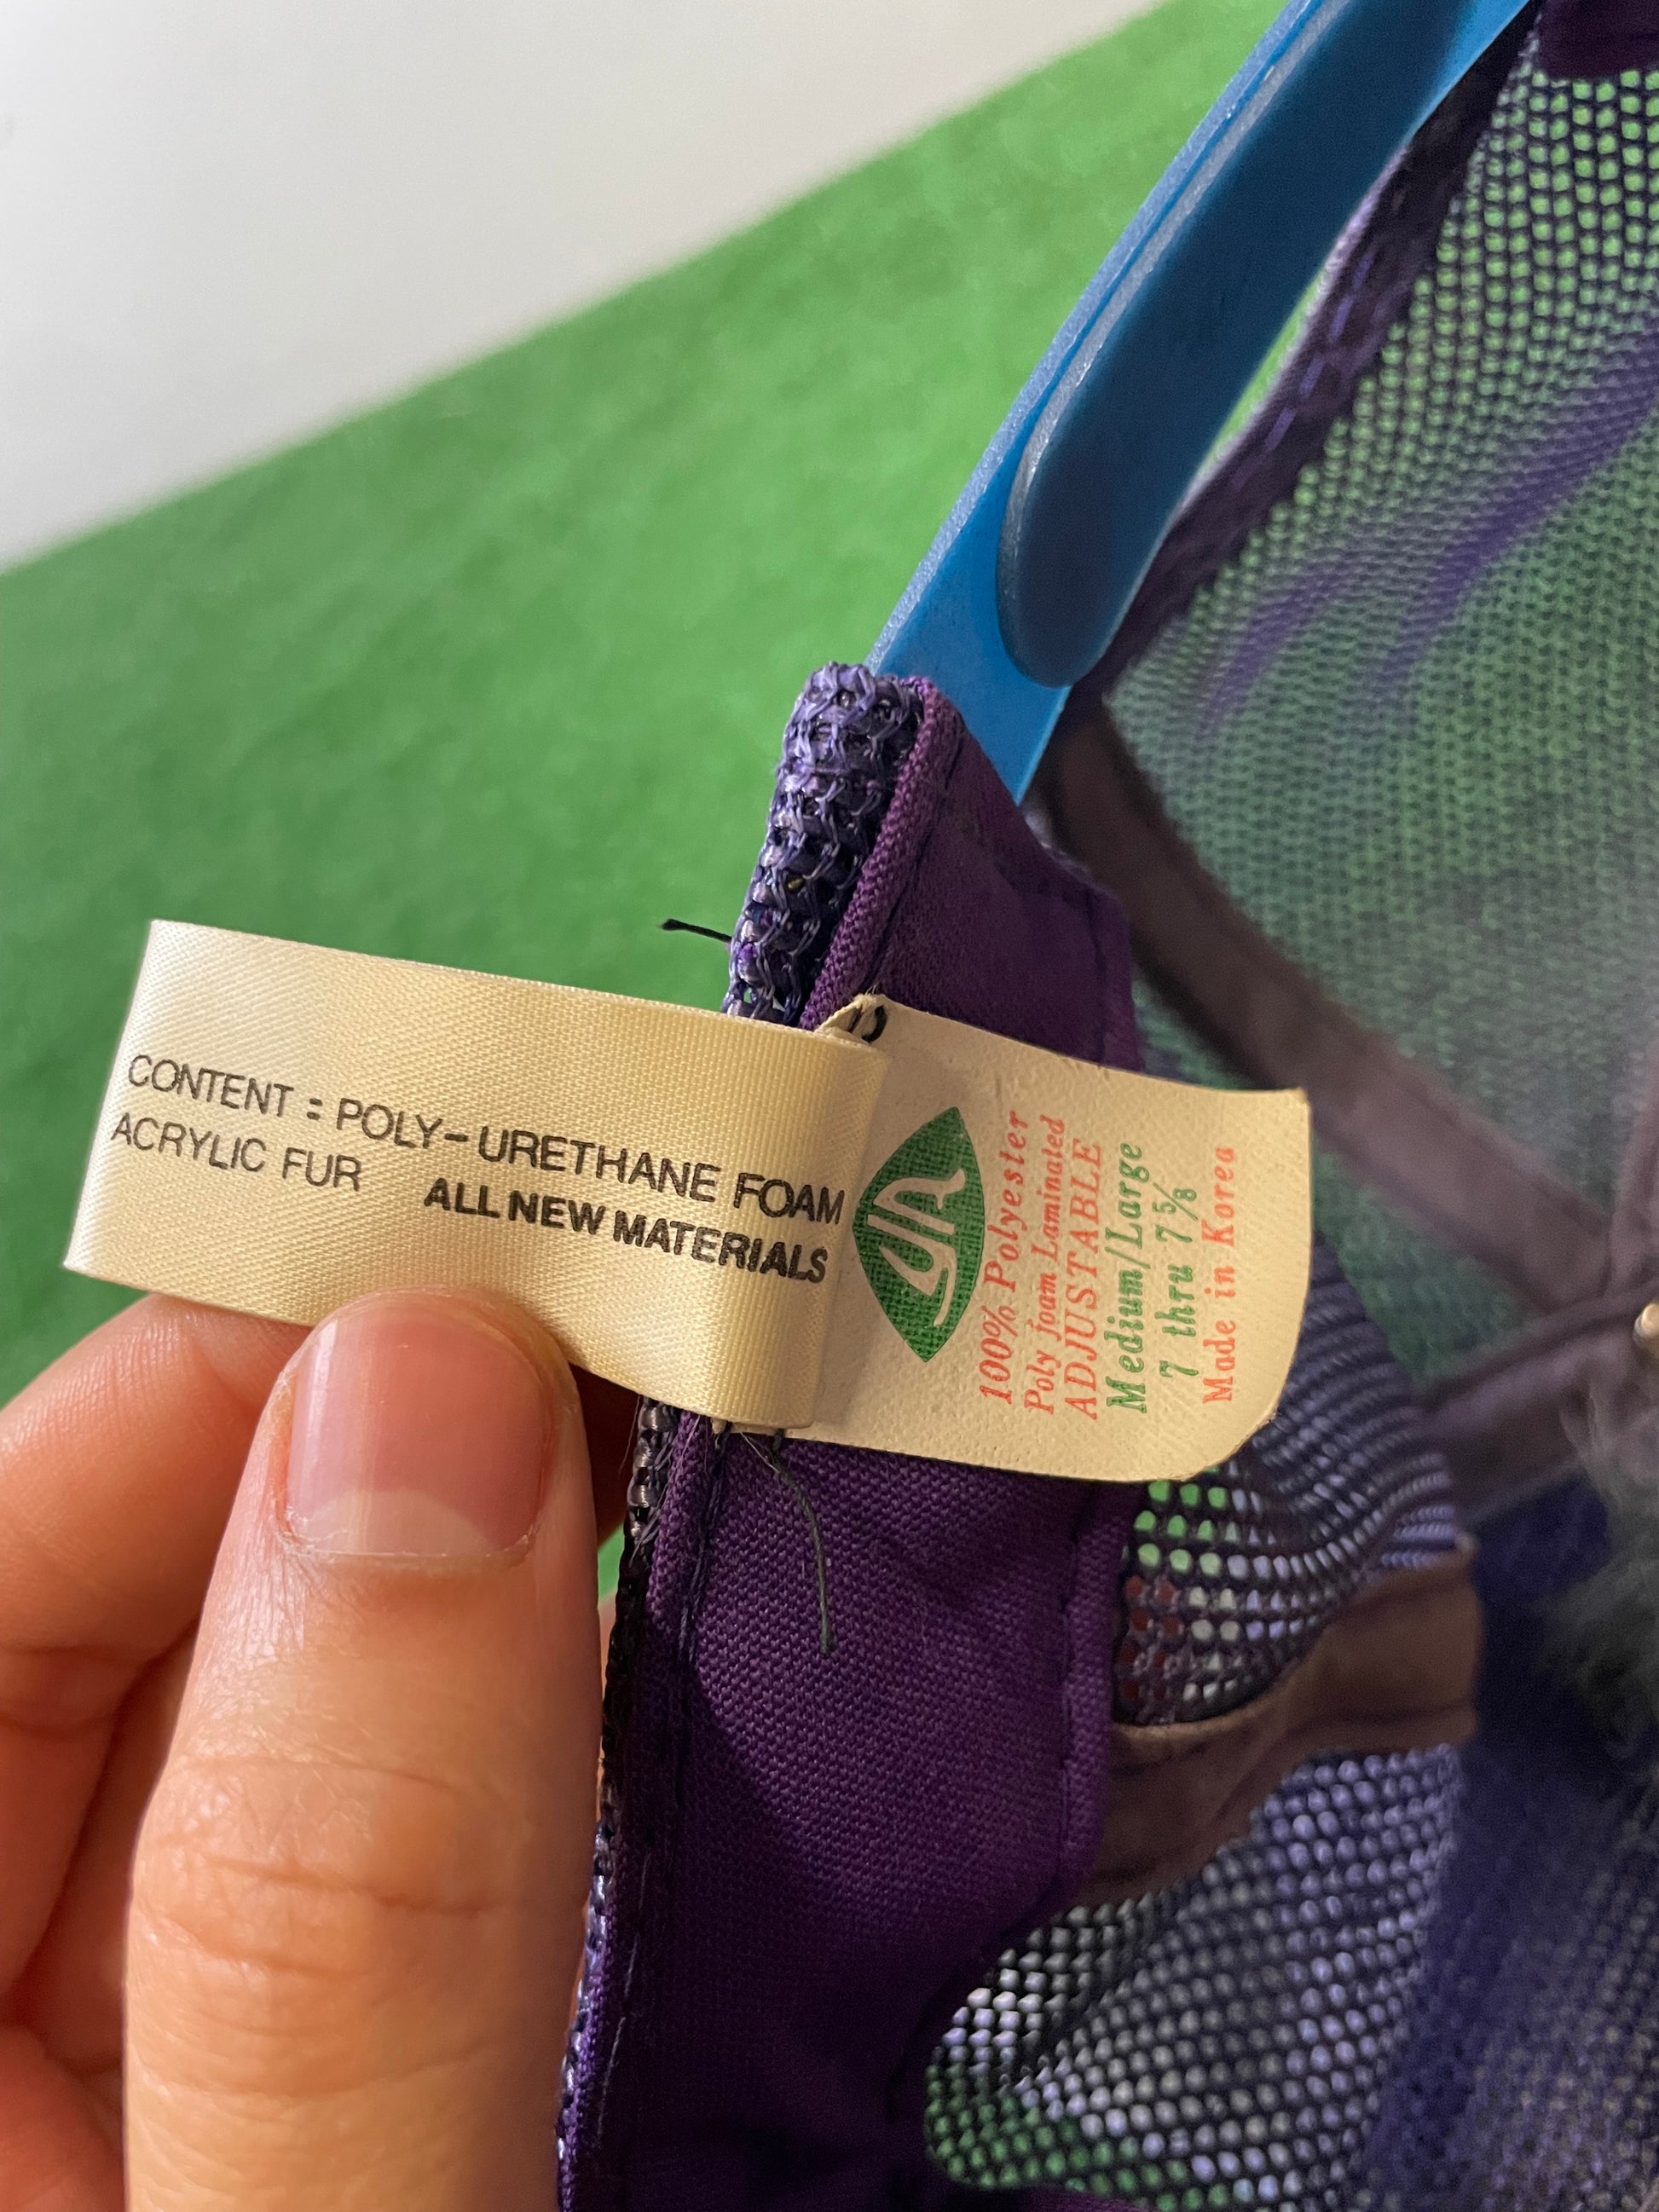 CONTENT : POLY-URETHANE FOAM
ACRYLIC FUR ALL NEW MATERIALS
100% Polyester
Poly foam Laminated
ADJUSTABLE
Medium/Large
7 thru 7⅝
Made in Korea